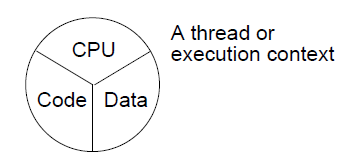 CPU
Code
Data
A thread or
execution context